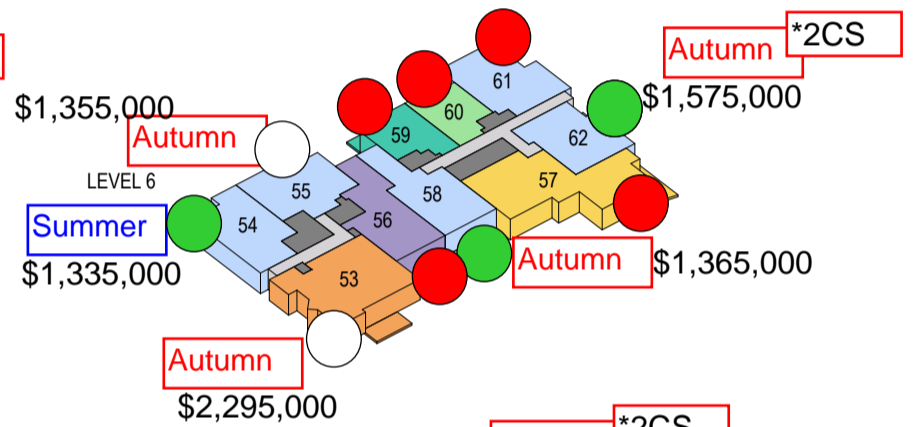 *2CS
Autumn
$1,575,000
61
60
59
62
$1,355,000
Autumn
LEVEL 6
55
58
57
54
56
Summer
$1,335,000
53
Autumn
$1,365,000
Autumn
$2,295,000
*2CS